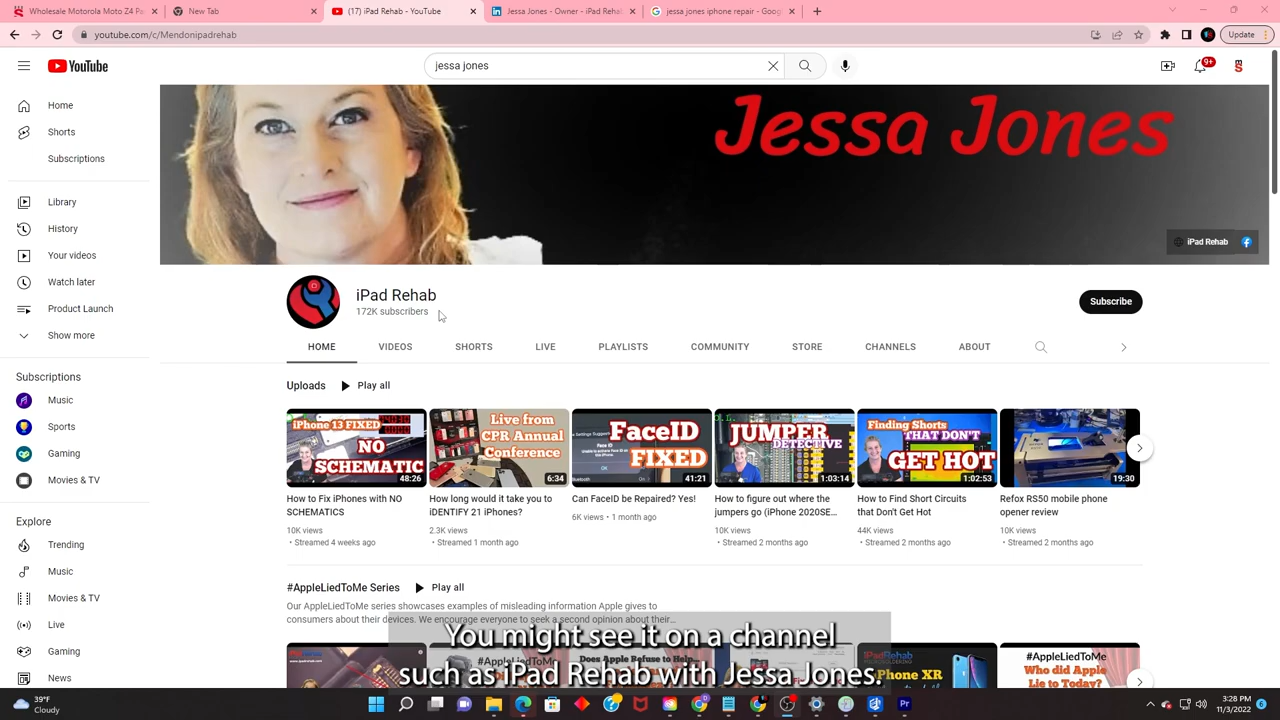 Wholesale Motorola Moto Z4 Pa
New Tab
(17) iPad Rehab - YouTube
Jessa Jones - Owner - iPad Rehab
jessa jones iphone repair - Goog
youtube.com/c/Mendonipadrehab
Update
YouTube
jessa jones
9+
Home
Shorts
Subscriptions
Library
History
Your videos
Watch later
Product Launch
Show more
Subscriptions
Music
Sports
Gaming
Movies & TV
Explore
Trending
Music
Movies & TV
Live
Gaming
News
Jessa Jones
iPad Rehab
iPad Rehab
172K subscribers
Subscribe
HOME
VIDEOS
SHORTS
LIVE
PLAYLISTS
COMMUNITY
STORE
CHANNELS
ABOUT
Uploads
Play all
iPhone 13 FIXED
NO
SCHEMATIC
48:26
How to Fix iPhones with NO
SCHEMATICS
10K views
• Streamed 4 weeks ago
Live from
CPR Annual
Conference
6:34
How long would it take you to
iDENTIFY 21 iPhones?
2.3K views
• Streamed 1 month ago
FaceID
FIXED
41:21
Can FaceID be Repaired? Yes!
6K views • 1 month ago
JUMPER
DETECTIVE
1:03:14
How to figure out where the
jumpers go (iPhone 2020SE...
10K views
• Streamed 2 months ago
Finding Shorts
THAT DON'T
GET HOT
1:02:53
How to Find Short Circuits
that Don't Get Hot
44K views
• Streamed 2 months ago
19:30
Refox RS50 mobile phone
opener review
10K views
• Streamed 2 months ago
#AppleLiedToMe Series
Play all
Our AppleLiedToMe series showcases examples of misleading information Apple gives to
consumers about their devices. We encourage everyone to seek a second opinion about their...
#AppleLiedToMe
Does Apple Refuse to Help
iPhone XR
#AppleLiedToMe
Who did Apple
Lie to Today?
You might see it on a channel
such as iPad Rehab with Jessa Jones.
39°F
Cloudy
3:28 PM
11/3/2022